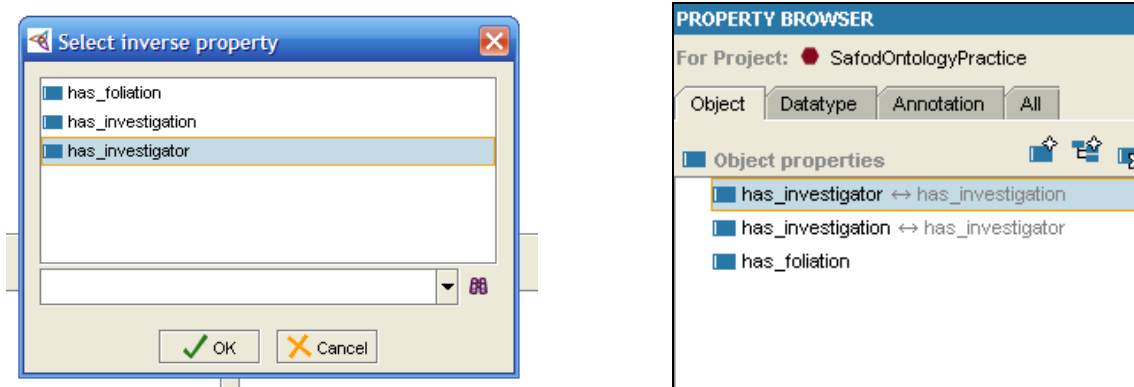 Select inverse property
has_foliation
has_investigation
has_investigator
OK
Cancel
PROPERTY BROWSER
For Project: SafodOntologyPractice
Object Datatype Annotation All
Object properties
has_investigator ↔ has_investigation
has_investigation ↔ has_investigator
has_foliation